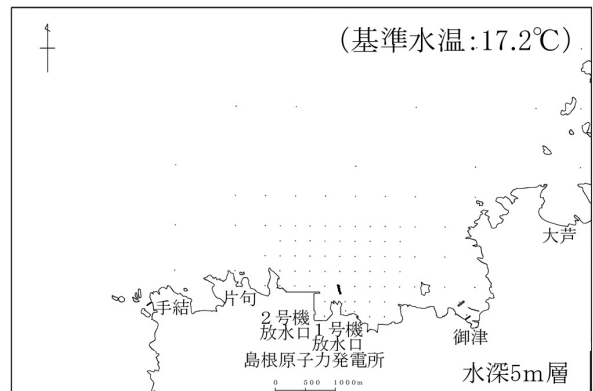 (基準水温:17.2℃)
大芦
手結
片句
2号機
放水口
1号機
放水口
御津
島根原子力発電所
水深5m層
0 500 1000m